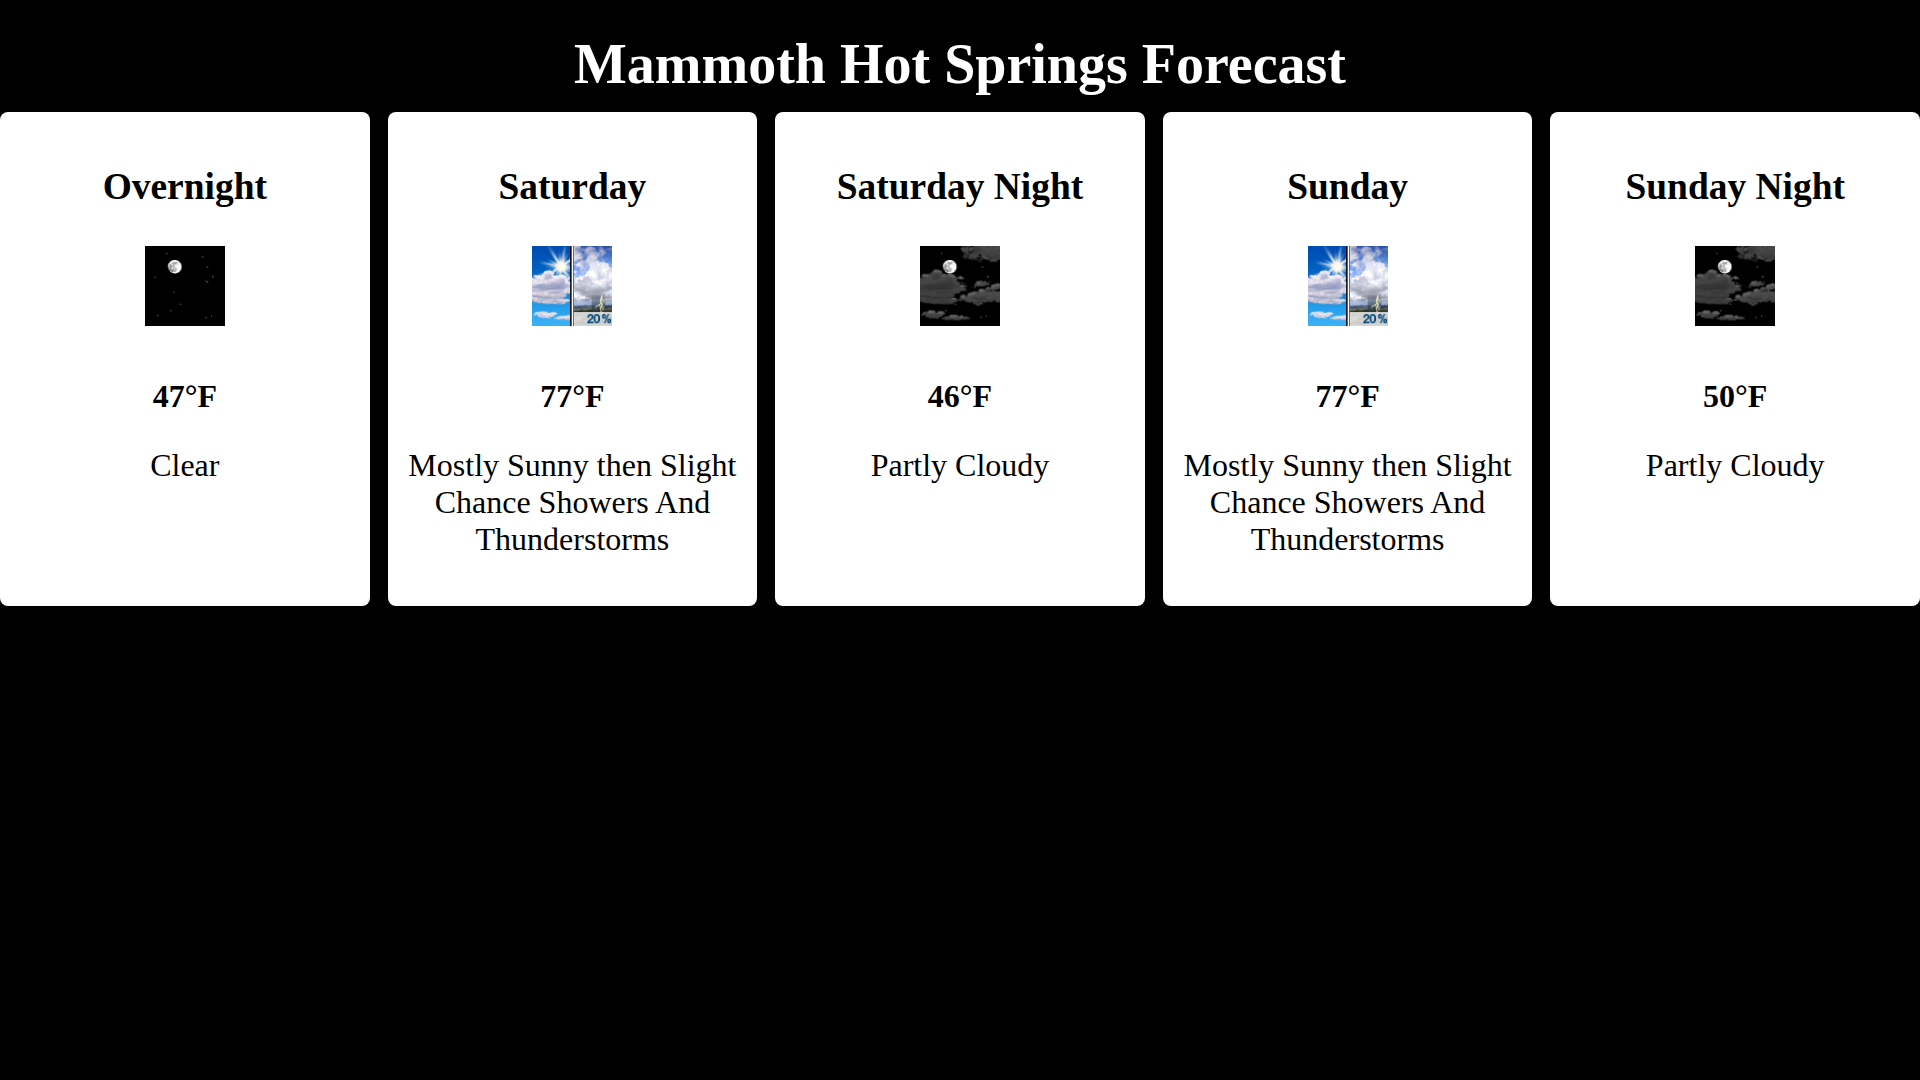 Mammoth Hot Springs Forecast
Overnight
47°F
Clear
Saturday
20%
77°F
Mostly Sunny then Slight
Chance Showers And
Thunderstorms
Saturday Night
46°F
Partly Cloudy
Sunday
20%
77°F
Mostly Sunny then Slight
Chance Showers And
Thunderstorms
Sunday Night
50°F
Partly Cloudy